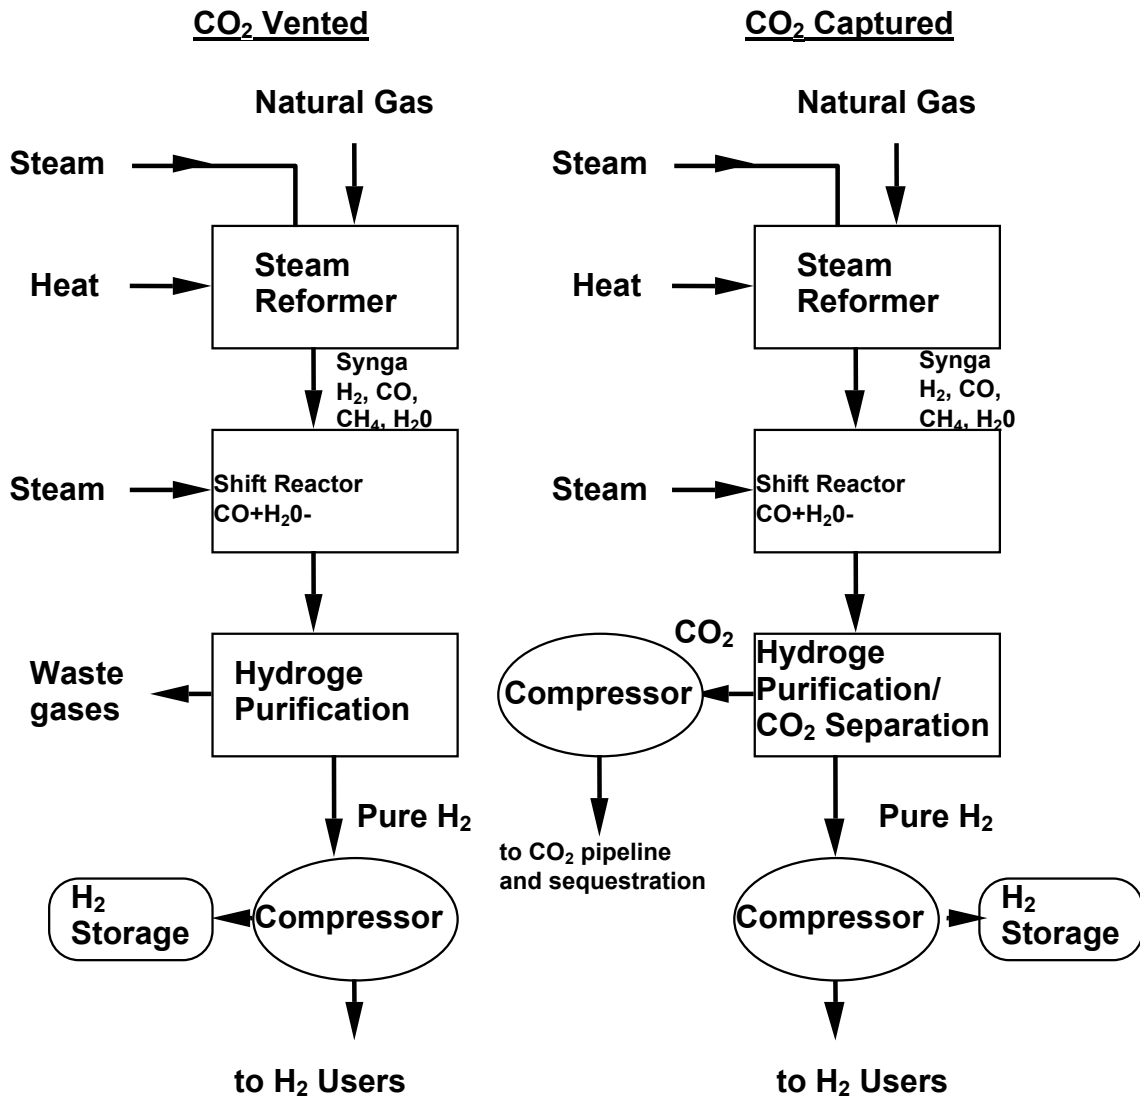 CO₂ Vented
Natural Gas
Steam
Steam
Reformer
Heat
Synga
H₂, CO,
CH₄, H₂0
Steam
Shift Reactor
CO+H₂0-
Waste
gases
Hydroge
Purification
Pure H₂
H₂
Storage
Compressor
to H₂ Users
CO₂ Captured
Natural Gas
Steam
Steam
Reformer
Heat
Synga
H₂, CO,
CH₄, H₂0
Steam
Shift Reactor
CO+H₂0-
CO₂
Compressor
Hydroge
Purification/
CO₂ Separation
to CO₂ pipeline
and sequestration
Pure H₂
Compressor
H₂
Storage
to H₂ Users